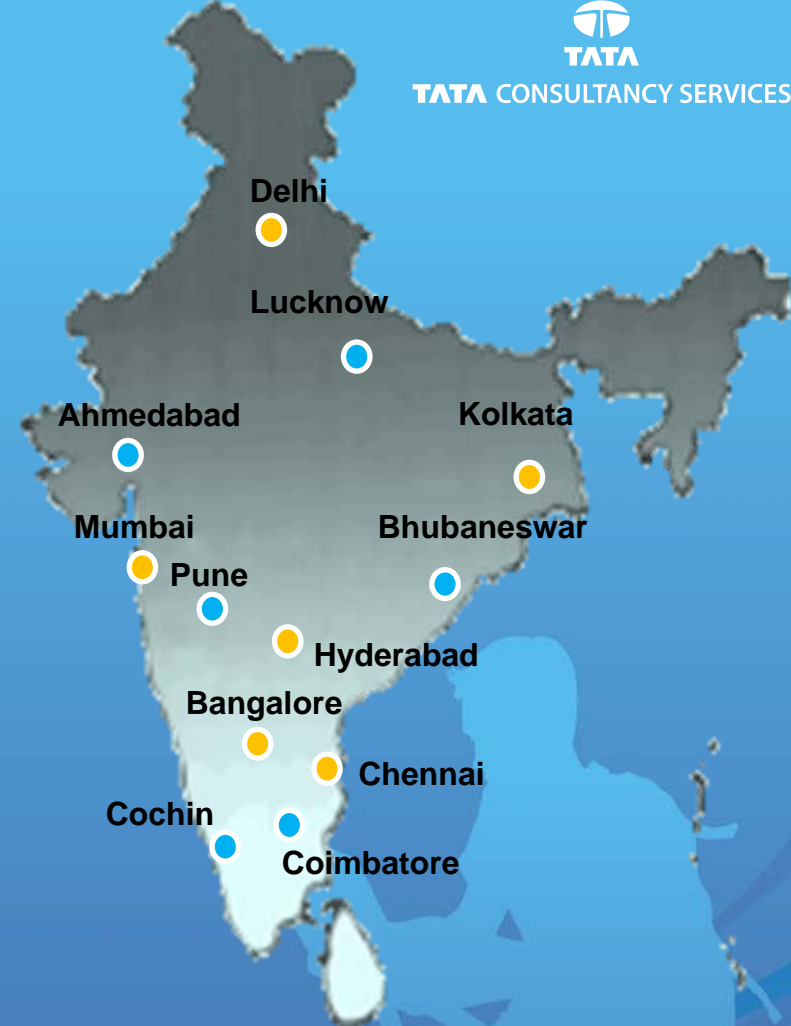 TATA
TATA CONSULTANCY SERVICES
Delhi
Lucknow
Ahmedabad
Kolkata
Mumbai
Bhubaneswar
Pune
Hyderabad
Bangalore
Chennai
Cochin
Coimbatore